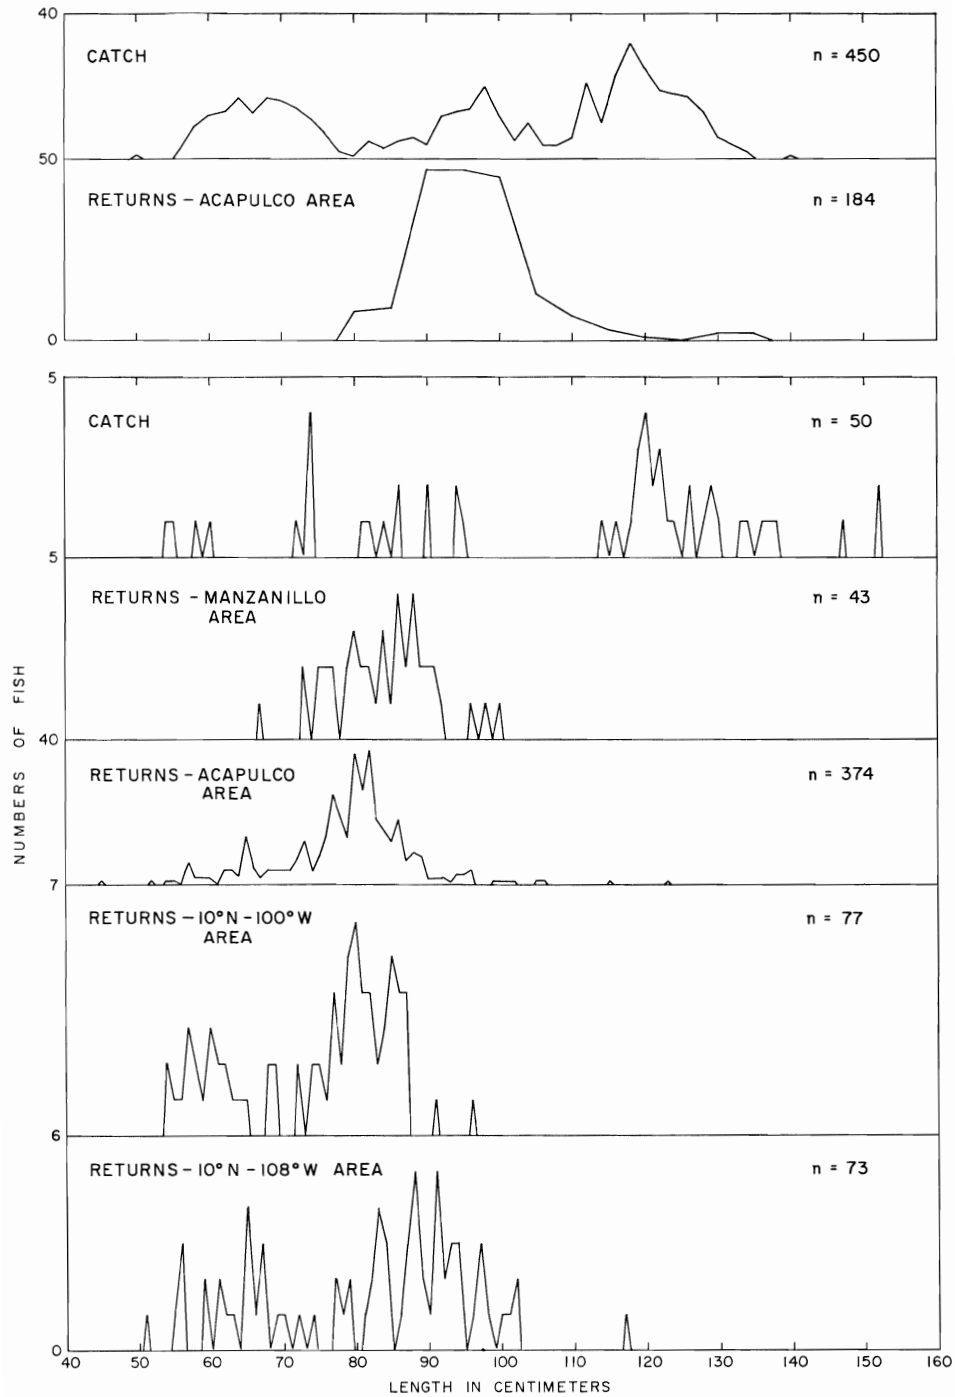 40
CATCH n = 450
50
RETURNS – ACAPULCO AREA n = 184
0
5
CATCH n = 50
5
RETURNS – MANZANILLO
AREA
n = 43
40
RETURNS – ACAPULCO
AREA
n = 374
7
RETURNS – 10°N – 100°W
AREA
n = 77
6
RETURNS – 10°N – 108°W AREA n = 73
0
40 50 60 70 80 90 100 110 120 130 140 150 160
LENGTH IN CENTIMETERS
NUMBERS OF FISH